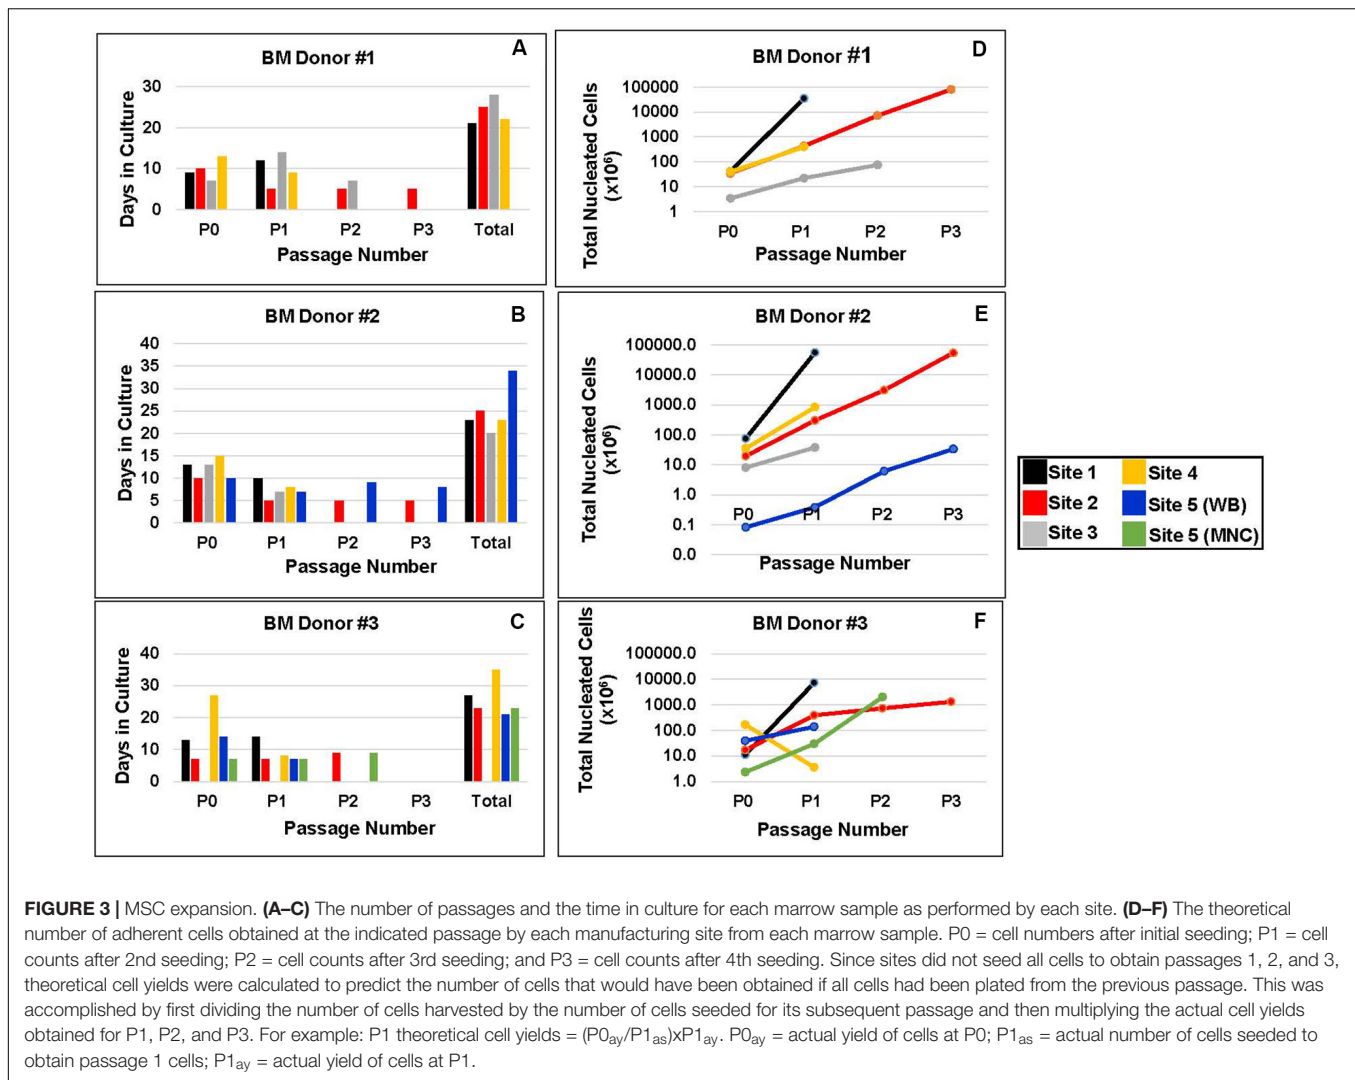 BM Donor #1
A
Days in Culture
30
20
10
0
P0 P1 P2 P3 Total
Passage Number
BM Donor #1
D
Total Nucleated Cells
(x10⁶)
100000
10000
1000
100
10
1
P0 P1 P2 P3
Passage Number
BM Donor #2
B
Days in Culture
40
35
30
25
20
15
10
5
0
P0 P1 P2 P3 Total
Passage Number
BM Donor #2
E
Total Nucleated Cells
(x10⁶)
100000.0
10000.0
1000.0
100.0
10.0
1.0
0.1
0.0
P0 P1 P2 P3
Passage Number
Site 1 Site 4
Site 2 Site 5 (WB)
Site 3 Site 5 (MNC)
BM Donor #3
C
Days in Culture
40
30
20
10
0
P0 P1 P2 P3 Total
Passage Number
BM Donor #3
F
Total Nucleated Cells
(x10⁶)
100000.0
10000.0
1000.0
100.0
10.0
1.0
P0 P1 P2 P3
Passage Number
FIGURE 3 | MSC expansion. (A–C) The number of passages and the time in culture for each marrow sample as performed by each site. (D–F) The theoretical
number of adherent cells obtained at the indicated passage by each manufacturing site from each marrow sample. P0 = cell numbers after initial seeding; P1 = cell
counts after 2nd seeding; P2 = cell counts after 3rd seeding; and P3 = cell counts after 4th seeding. Since sites did not seed all cells to obtain passages 1, 2, and 3,
theoretical cell yields were calculated to predict the number of cells that would have been obtained if all cells had been plated from the previous passage. This was
accomplished by first dividing the number of cells harvested by the number of cells seeded for its subsequent passage and then multiplying the actual cell yields
obtained for P1, P2, and P3. For example: P1 theoretical cell yields = (P0ay/P1as)xP1ay. P0ay = actual yield of cells at P0; P1as = actual number of cells seeded to
obtain passage 1 cells; P1ay = actual yield of cells at P1.